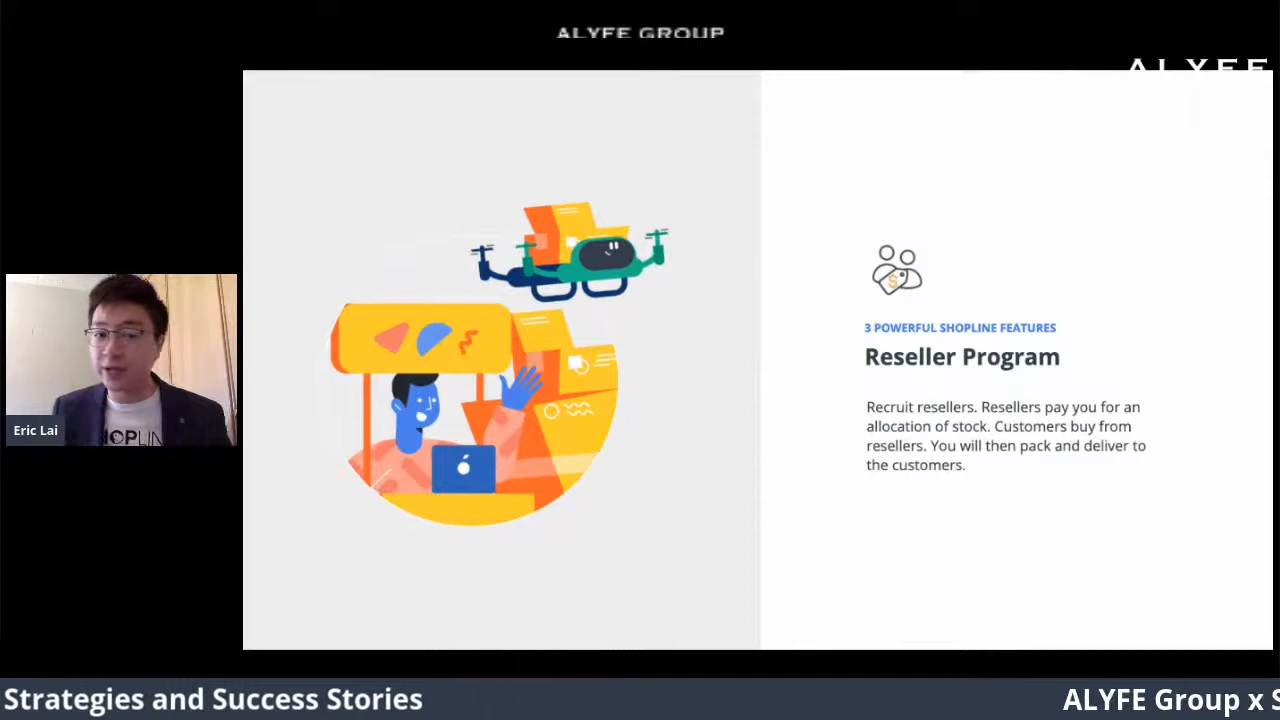 ALYFE GROUP
ALYFE
3 POWERFUL SHOPLINE FEATURES
Reseller Program
Recruit resellers. Resellers pay you for an
allocation of stock. Customers buy from
resellers. You will then pack and deliver to
the customers.
Eric Lai
Strategies and Success Stories
ALYFE Group x S